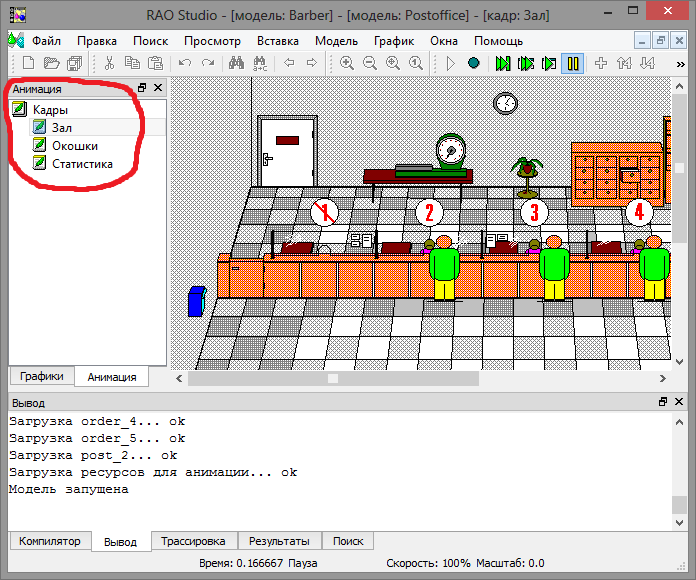 RAO Studio - [модель: Barber] - [модель: Postoffice] - [кадр: Зал]
Файл Правка Поиск Просмотр Вставка Модель График Окна Помощь
Анимация
Кадры
Зал
Окошки
Статистика
1 2 3 4
Графики Анимация
Вывод
Загрузка order_4... ok
Загрузка order_5... ok
Загрузка post_2... ok
Загрузка ресурсов для анимации... ok
Модель запущена
Компилятор Вывод Трассировка Результаты Поиск
Время: 0.166667 Пауза Скорость: 100% Масштаб: 0.0